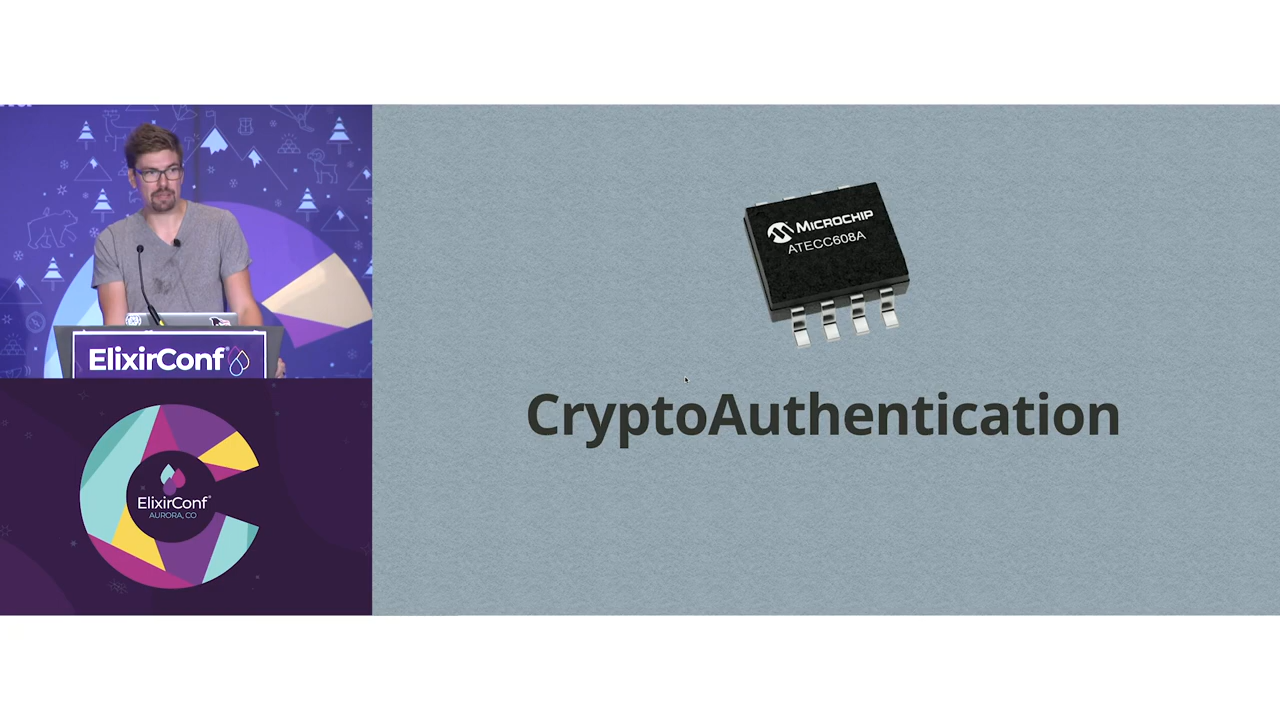 ElixirConf
ElixirConf
AURORA, CO
MICROCHIP
ATECC608A
CryptoAuthentication